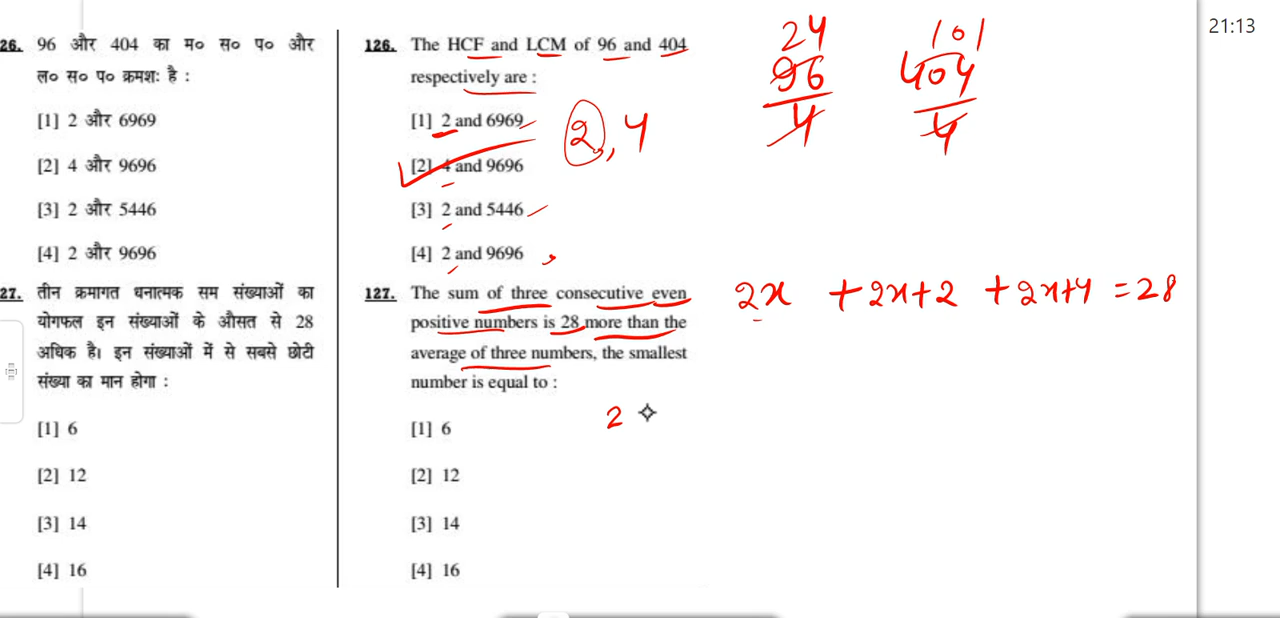 26. 96 और 404 का म० स० प० और
ल० स० प० क्रमशः है :
[1] 2 और 6969
[2] 4 और 9696
[3] 2 और 5446
[4] 2 और 9696
27. तीन क्रमागत धनात्मक सम संख्याओं का
योगफल इन संख्याओं के औसत से 28
अधिक है। इन संख्याओं में से सबसे छोटी
संख्या का मान होगा :
[1] 6
[2] 12
[3] 14
[4] 16
126. The HCF and LCM of 96 and 404
respectively are :
[1] 2 and 6969
[2] 4 and 9696
[3] 2 and 5446
[4] 2 and 9696
2, 4
127. The sum of three consecutive even
positive numbers is 28 more than the
average of three numbers, the smallest
number is equal to :
2
[1] 6
[2] 12
[3] 14
[4] 16
24
96
4
101
404
4
2x +2x+2 +2x+4 =28
21:13